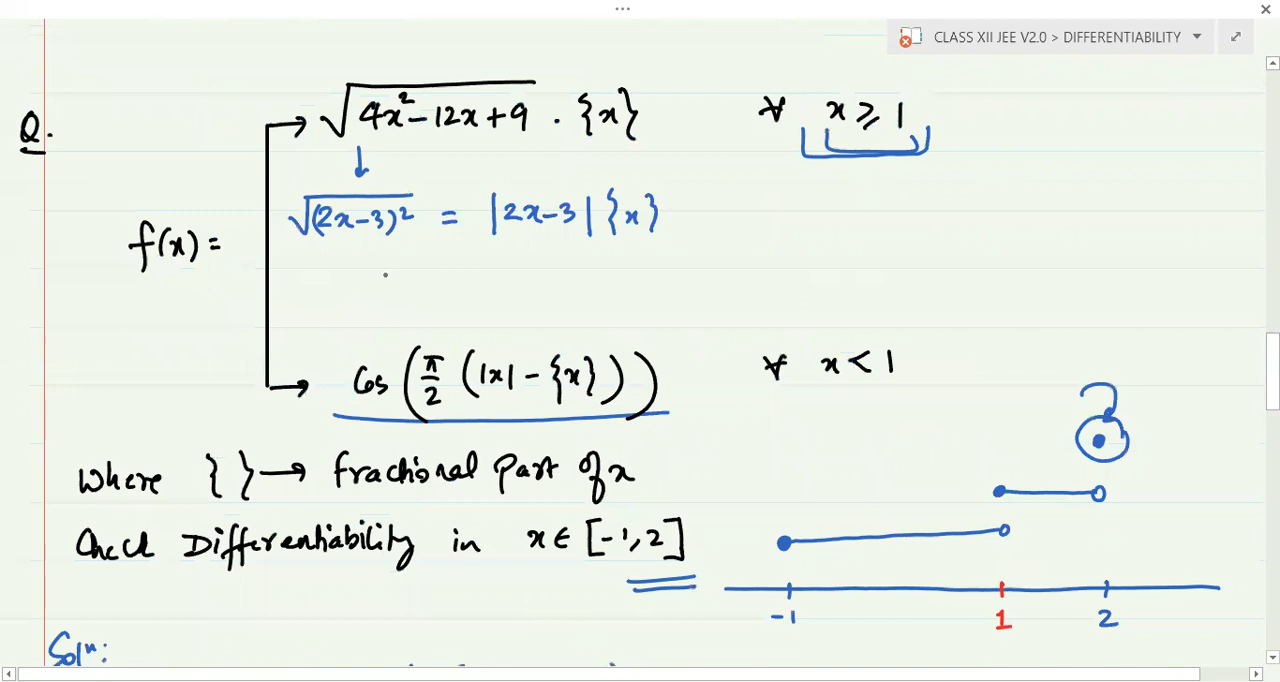 ...
CLASS XII JEE V2.0 > DIFFERENTIABILITY
Q. √(4x² - 12x + 9) · {x} ∀ x ⩾ 1
√(2x-3)² = |2x-3| {x}
f(x) =
Cos (π/2 (|x| - {x})) ∀ x < 1
2
Where { } → fractional Part of x
Check Differentiability in x ∈ [-1, 2]
-1 1 2
Solⁿ: